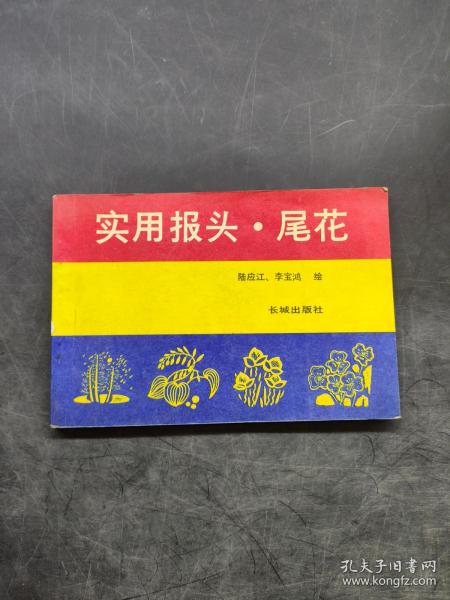 实用报头·尾花
陆应江、李宝鸿 绘
长城出版社
孔夫子旧书网
www.kongfz.com